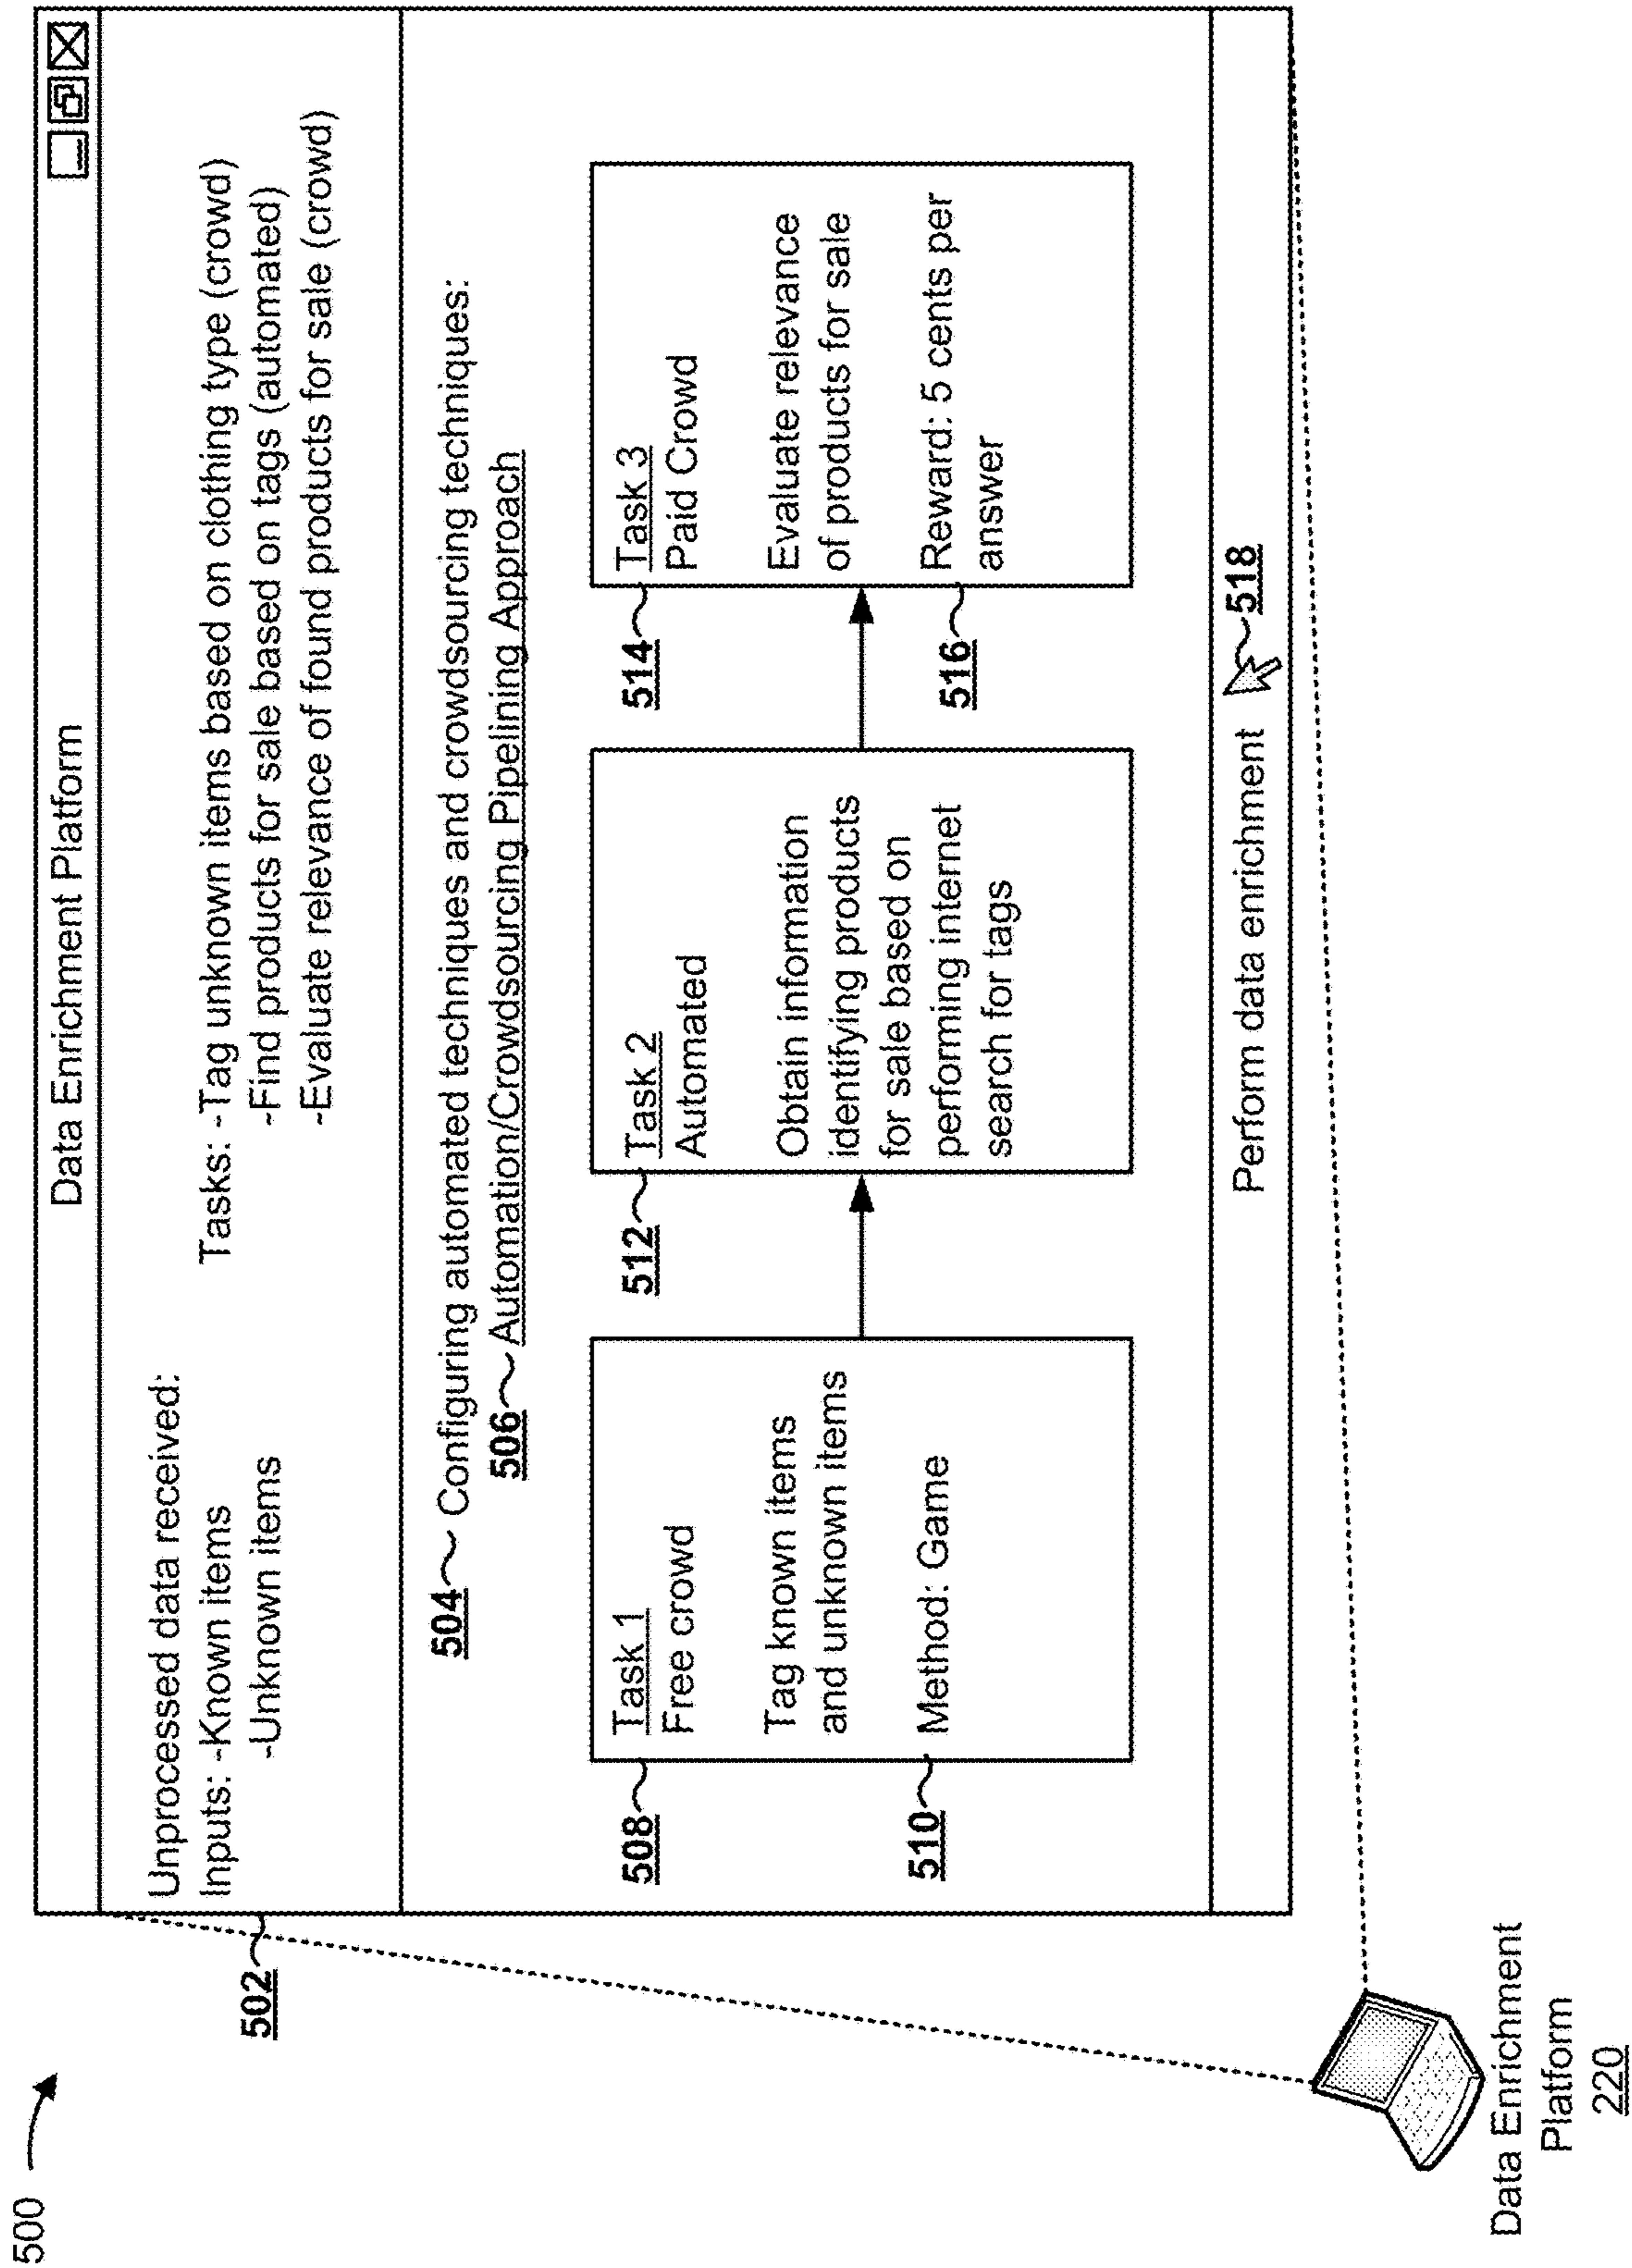 500
Data Enrichment Platform
502
Unprocessed data received:
Inputs: -Known items
-Unknown items
Tasks: -Tag unknown items based on clothing type (crowd)
-Find products for sale based on tags (automated)
-Evaluate relevance of found products for sale (crowd)
504 Configuring automated techniques and crowdsourcing techniques:
506 Automation/Crowdsourcing Pipelining Approach
508
Task 1
Free crowd
Tag known items
and unknown items
510
Method: Game
512
Task 2
Automated
Obtain information
identifying products
for sale based on
performing internet
search for tags
514
Task 3
Paid Crowd
Evaluate relevance
of products for sale
516
Reward: 5 cents per
answer
Perform data enrichment
518
Data Enrichment
Platform
220